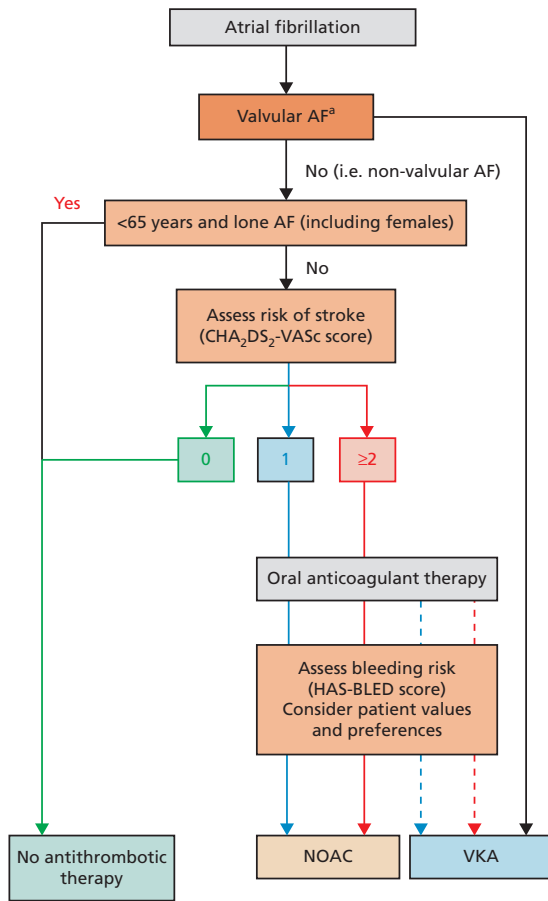 Atrial fibrillation
Valvular AFᵃ
No (i.e. non-valvular AF)
Yes
<65 years and lone AF (including females)
No
Assess risk of stroke
(CHA₂DS₂-VASc score)
0
1
≥2
Oral anticoagulant therapy
Assess bleeding risk
(HAS-BLED score)
Consider patient values
and preferences
No antithrombotic
therapy
NOAC
VKA